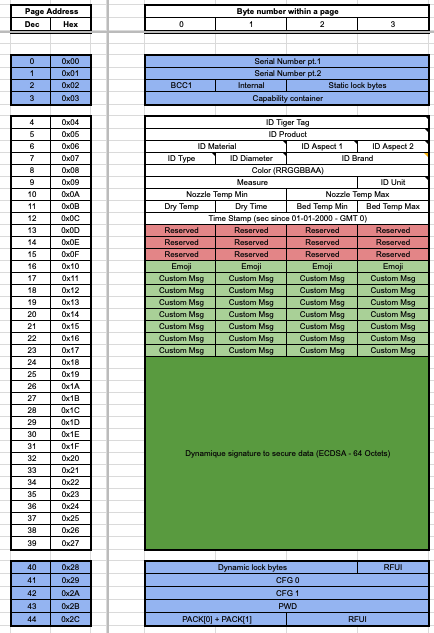 Page Address Byte number within a page
Dec Hex 0 1 2 3
0 0x00 Serial Number pt.1
1 0x01 Serial Number pt.2
2 0x02 BCC1 Internal Static lock bytes
3 0x03 Capability container
4 0x04 ID Tiger Tag
5 0x05 ID Product
6 0x06 ID Material ID Aspect 1 ID Aspect 2
7 0x07 ID Type ID Diameter ID Brand
8 0x08 Color (RRGGBBAA)
9 0x09 Measure ID Unit
10 0x0A Nozzle Temp Min Nozzle Temp Max
11 0x0B Dry Temp Dry Time Bed Temp Min Bed Temp Max
12 0x0C Time Stamp (sec since 01-01-2000 - GMT 0)
13 0x0D Reserved Reserved Reserved Reserved
14 0x0E Reserved Reserved Reserved Reserved
15 0x0F Reserved Reserved Reserved Reserved
16 0x10 Emoji Emoji Emoji Emoji
17 0x11 Custom Msg Custom Msg Custom Msg Custom Msg
18 0x12 Custom Msg Custom Msg Custom Msg Custom Msg
19 0x13 Custom Msg Custom Msg Custom Msg Custom Msg
20 0x14 Custom Msg Custom Msg Custom Msg Custom Msg
21 0x15 Custom Msg Custom Msg Custom Msg Custom Msg
22 0x16 Custom Msg Custom Msg Custom Msg Custom Msg
23 0x17 Custom Msg Custom Msg Custom Msg Custom Msg
24 0x18
25 0x19
26 0x1A
27 0x1B
28 0x1C
29 0x1D
30 0x1E
31 0x1F
32 0x20 Dynamique signature to secure data (ECDSA - 64 Octets)
33 0x21
34 0x22
35 0x23
36 0x24
37 0x25
38 0x26
39 0x27
40 0x28 Dynamic lock bytes RFUI
41 0x29 CFG 0
42 0x2A CFG 1
43 0x2B PWD
44 0x2C PACK[0] + PACK[1] RFUI